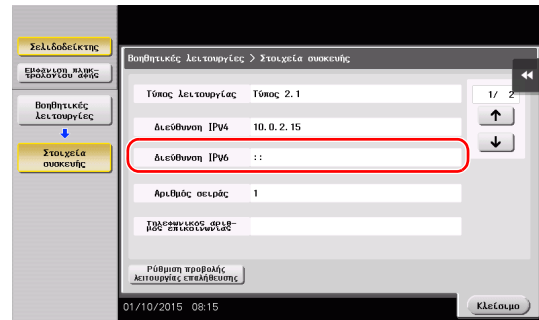 Σελιδοδείκτης
Εμφάνιση πληκ-
τρολογίου αφής
Βοηθητικές
λειτουργίες
Στοιχεία
συσκευής
Βοηθητικές λειτουργίες > Στοιχεία συσκευής
Τύπος λειτουργίας Τύπος 2.1
1/ 2
Διεύθυνση IPV4 10.0.2.15
Διεύθυνση IPV6 ::
Αριθμός σειράς 1
Τηλεφωνικός αριθ-
μός επικοινωνίας
Ρύθμιση προβολής
λειτουργίας επαλήθευσης
01/10/2015 08:15
Κλείσιμο